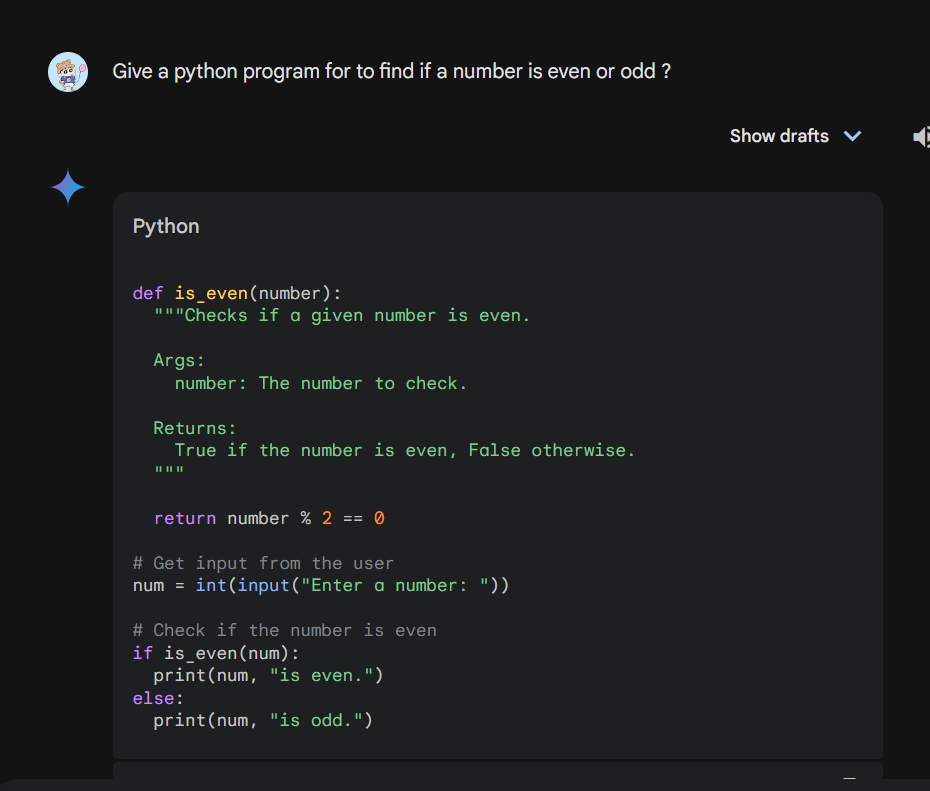 Give a python program for to find if a number is even or odd ?
Show drafts
Python
def is_even(number):
  """Checks if a given number is even.
  Args:
    number: The number to check.
  Returns:
    True if the number is even, False otherwise.
  """
  return number % 2 == 0
# Get input from the user
num = int(input("Enter a number: "))
# Check if the number is even
if is_even(num):
  print(num, "is even.")
else:
  print(num, "is odd.")